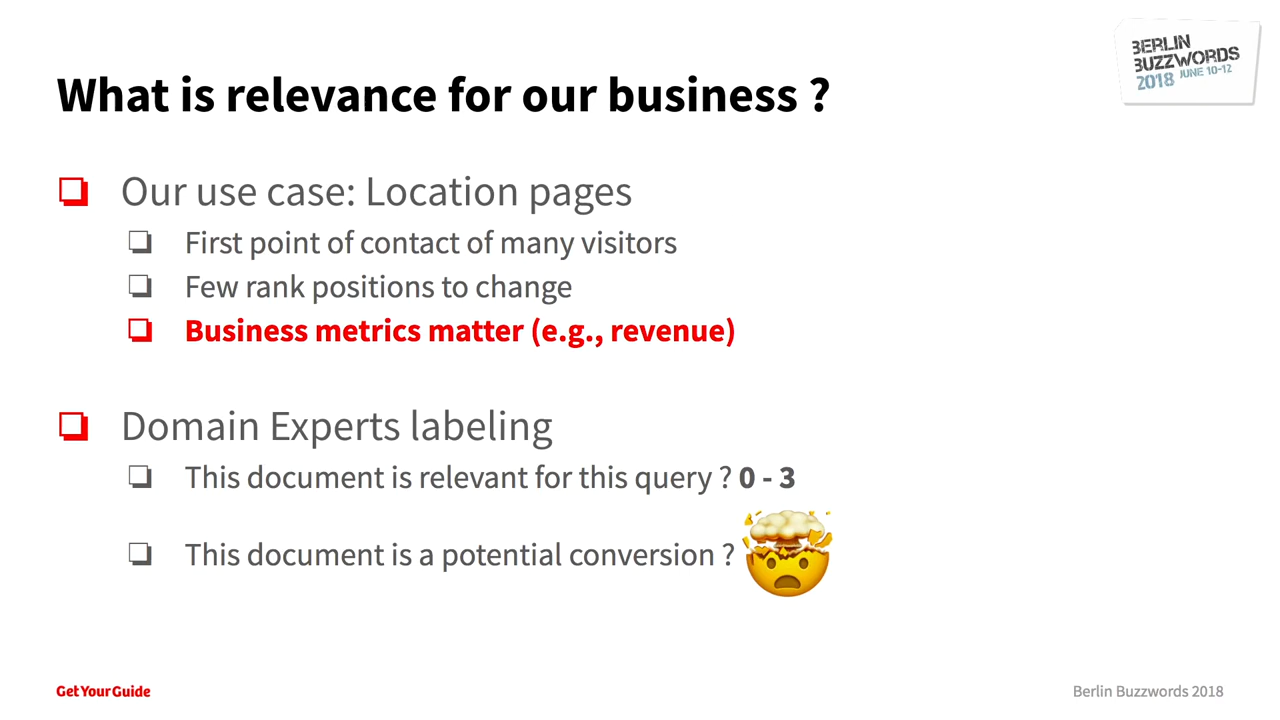 BERLIN
BUZZWORDS
2018 JUNE 10-12
What is relevance for our business ?
Our use case: Location pages
First point of contact of many visitors
Few rank positions to change
Business metrics matter (e.g., revenue)
Domain Experts labeling
This document is relevant for this query ? 0 - 3
This document is a potential conversion ?
GetYourGuide
Berlin Buzzwords 2018